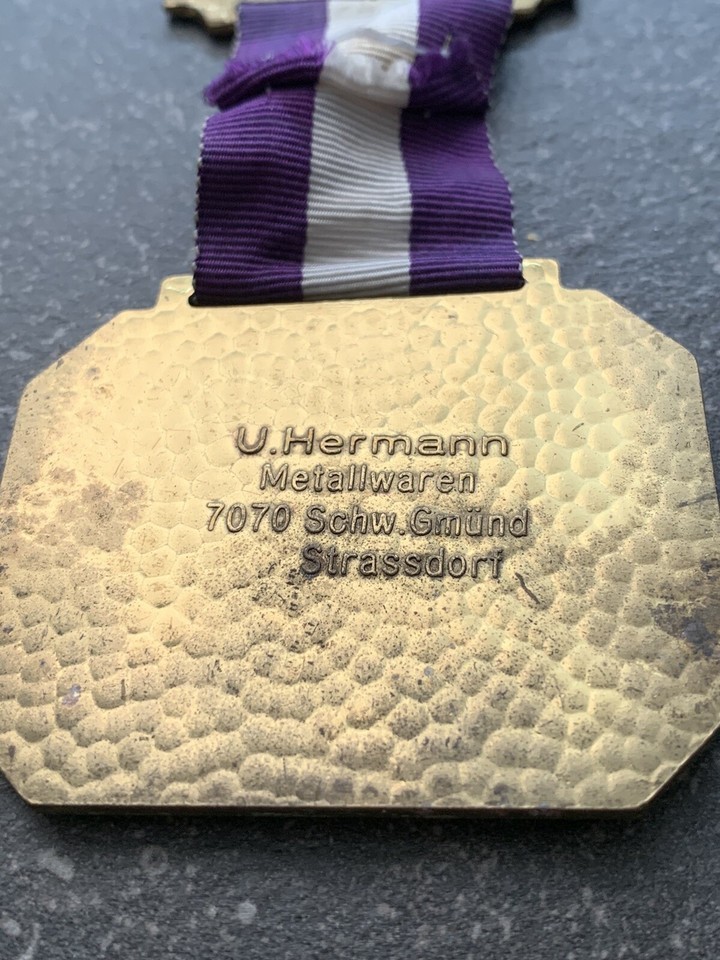 U.Hermann
Metallwaren
7070 Schw.Gmünd
Strassdorf